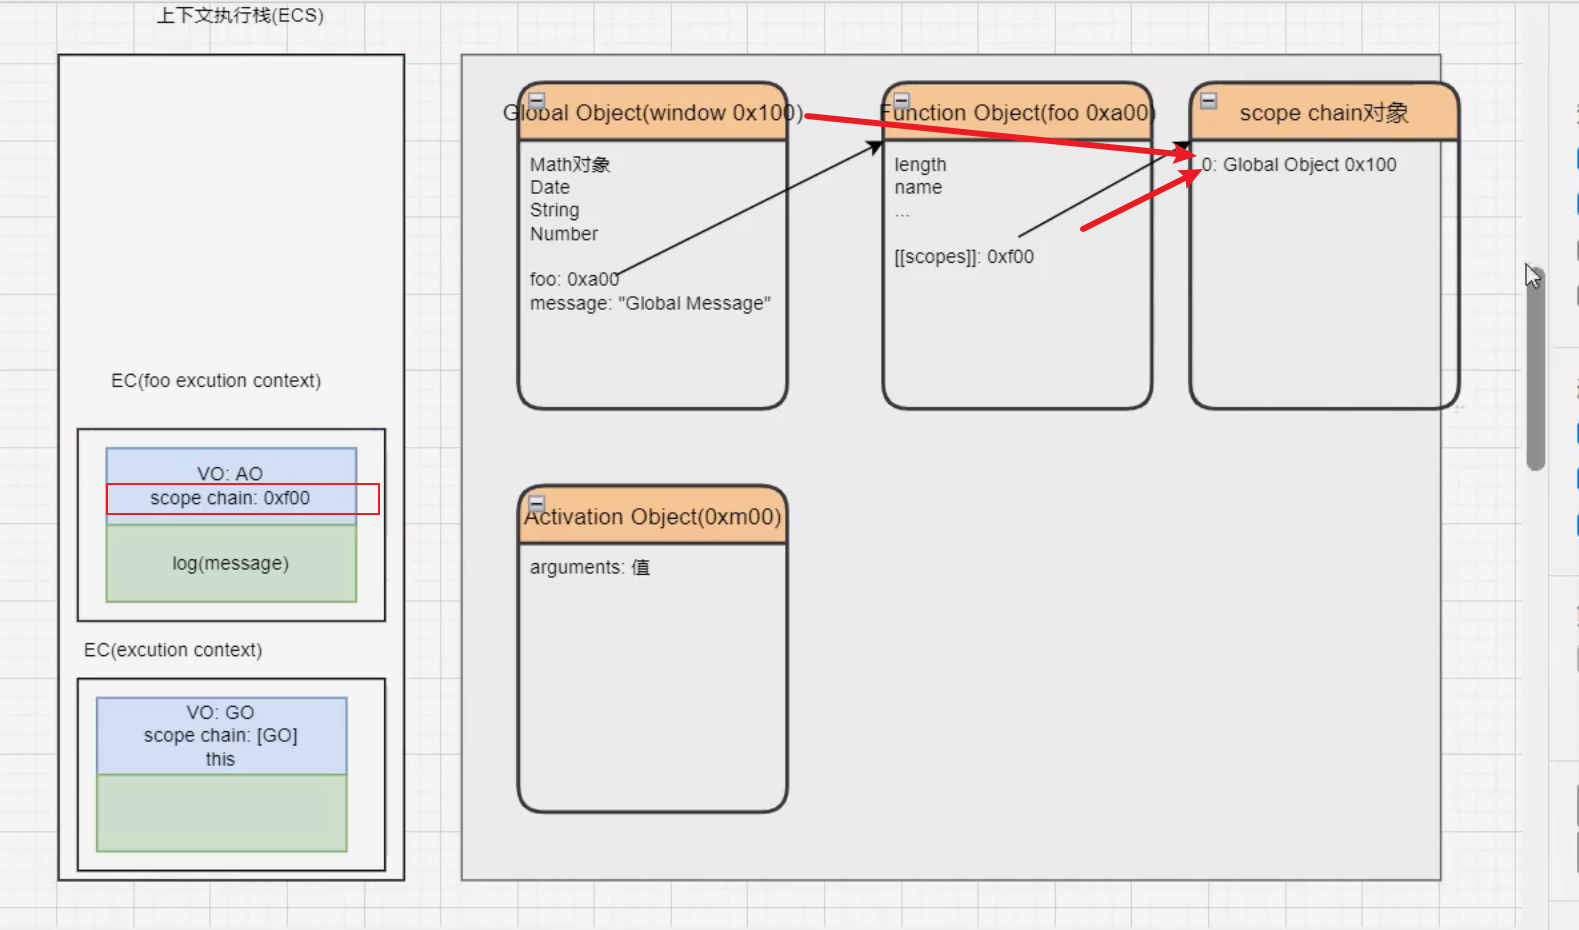 上下文执行栈(ECS)
EC(foo excution context)
VO: AO
scope chain: 0xf00
log(message)
EC(excution context)
VO: GO
scope chain: [GO]
this
Global Object(window 0x100)
Math对象
Date
String
Number
foo: 0xa00
message: "Global Message"
Function Object(foo 0xa00)
length
name
...
[[scopes]]: 0xf00
scope chain对象
0: Global Object 0x100
Activation Object(0xm00)
arguments: 值